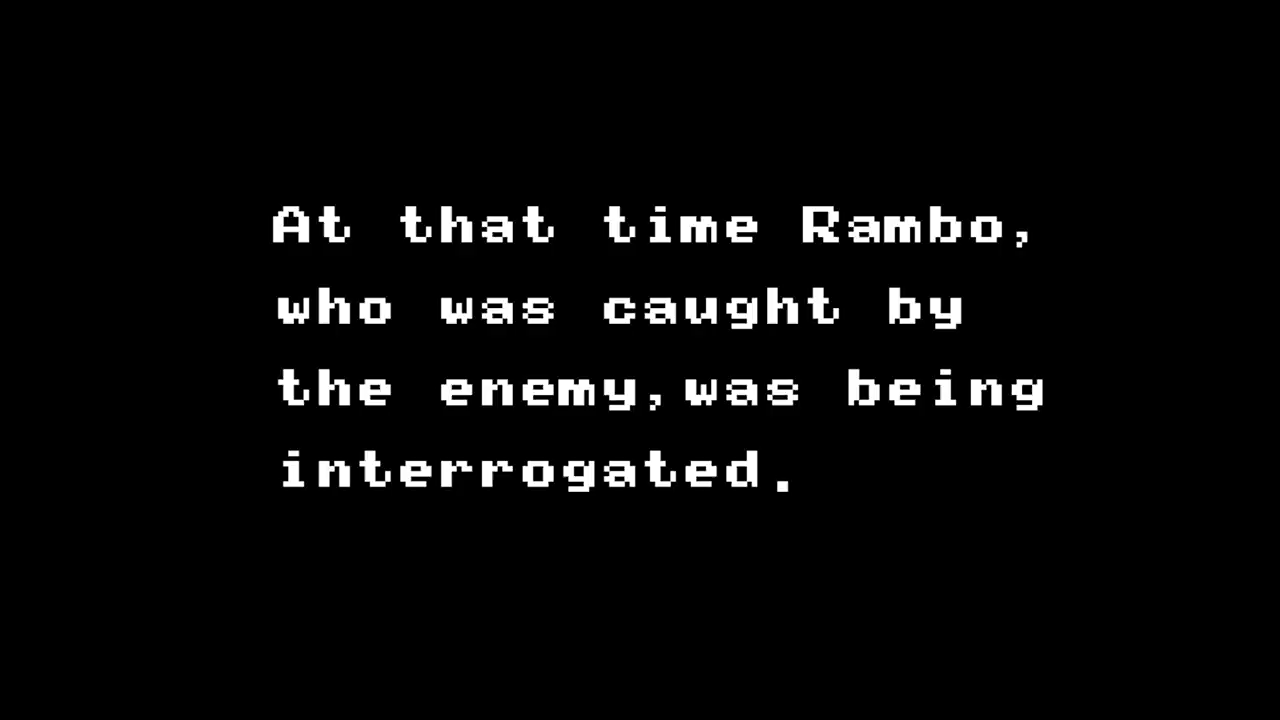 At that time Rambo,
who was caught by
the enemy,was being
interrogated.